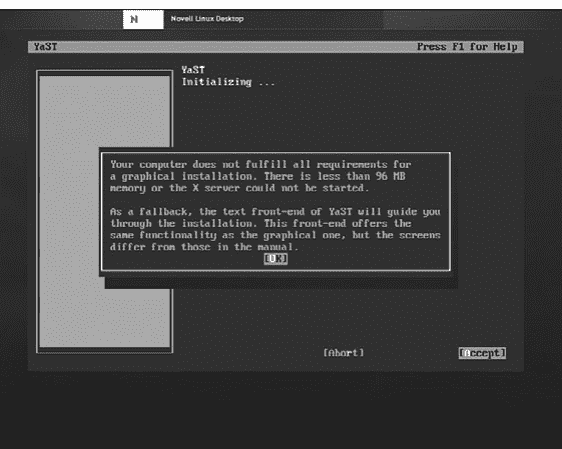 N Novell Linux Desktop
YaST Press F1 for Help
YaST
Initializing ...
Your computer does not fulfill all requirements for
a graphical installation. There is less than 96 MB
memory or the X server could not be started.
As a fallback, the text front-end of YaST will guide you
through the installation. This front-end offers the
same functionality as the graphical one, but the screens
differ from those in the manual.
[OK]
[Abort] [Accept]